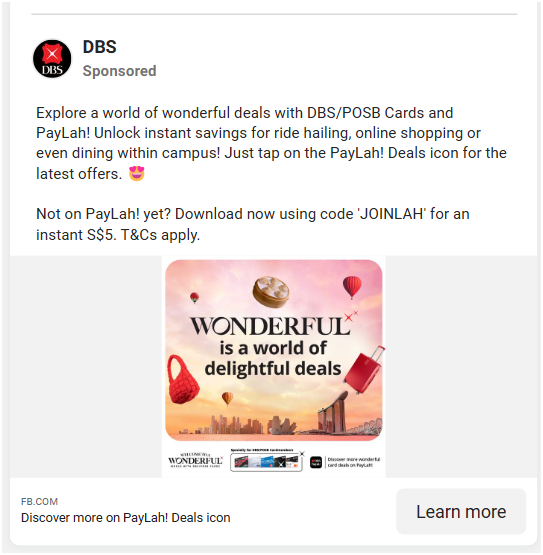 DBS
DBS
Sponsored
Explore a world of wonderful deals with DBS/POSB Cards and
PayLah! Unlock instant savings for ride hailing, online shopping or
even dining within campus! Just tap on the PayLah! Deals icon for the
latest offers. 😍
Not on PayLah! yet? Download now using code 'JOINLAH' for an
instant S$5. T&Cs apply.
WONDERFUL
is a world of
delightful deals
WONDERFUL
Specially for DBS/POSB Cardmembers
Discover more wonderful
card deals on PayLah!
FB.COM
Discover more on PayLah! Deals icon
Learn more